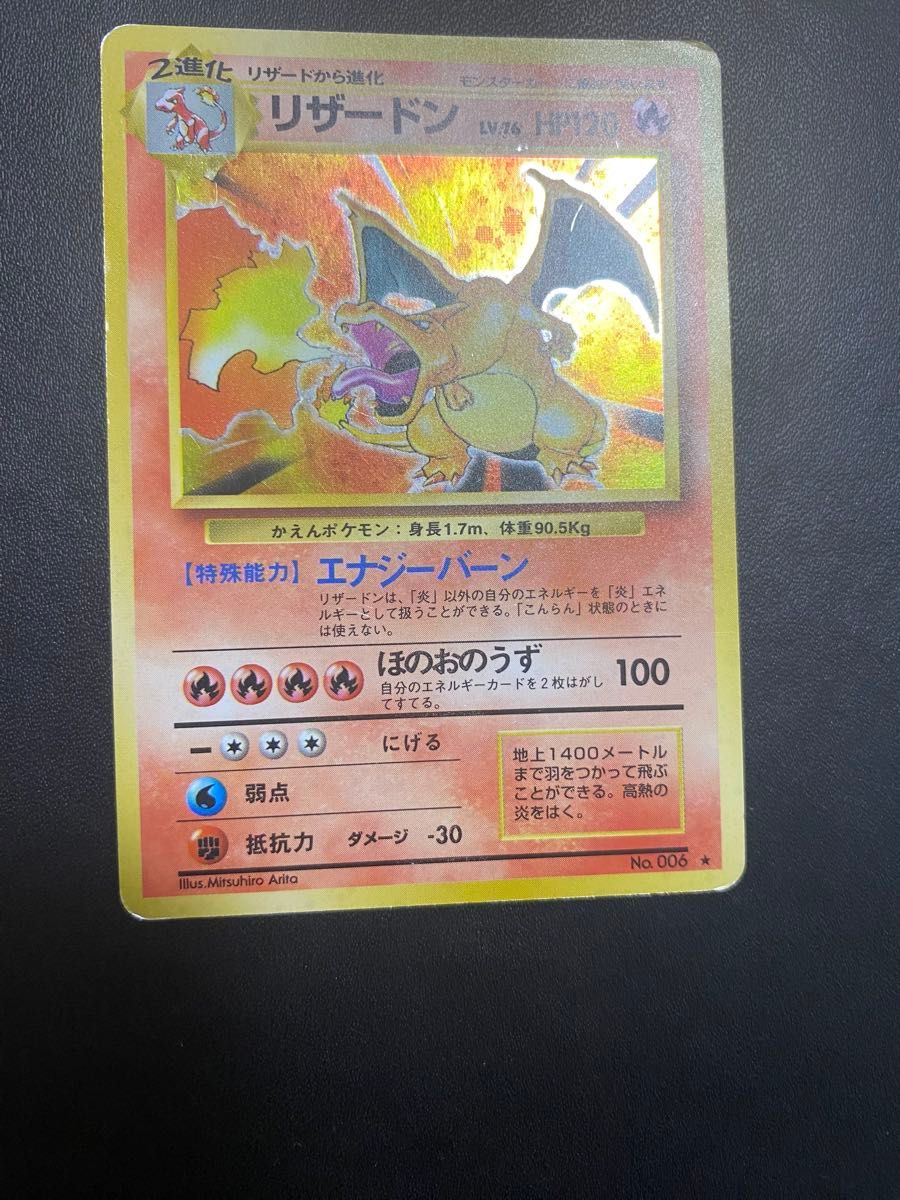 2進化 リザードから進化
リザードン LV.76 HP120
かえんポケモン：身長1.7m、体重90.5Kg
【特殊能力】エナジーバーン
リザードンは、「炎」以外の自分のエネルギーを「炎」エネ
ルギーとして扱うことができる。「こんらん」状態のときに
は使えない。
ほのおのうず 100
自分のエネルギーカードを2枚はがし
てすてる。
にげる
弱点
抵抗力 ダメージ -30
地上1400メートル
まで羽をつかって飛ぶ
ことができる。高熱の
炎をはく。
Illus.Mitsuhiro Arita
No.006 ★